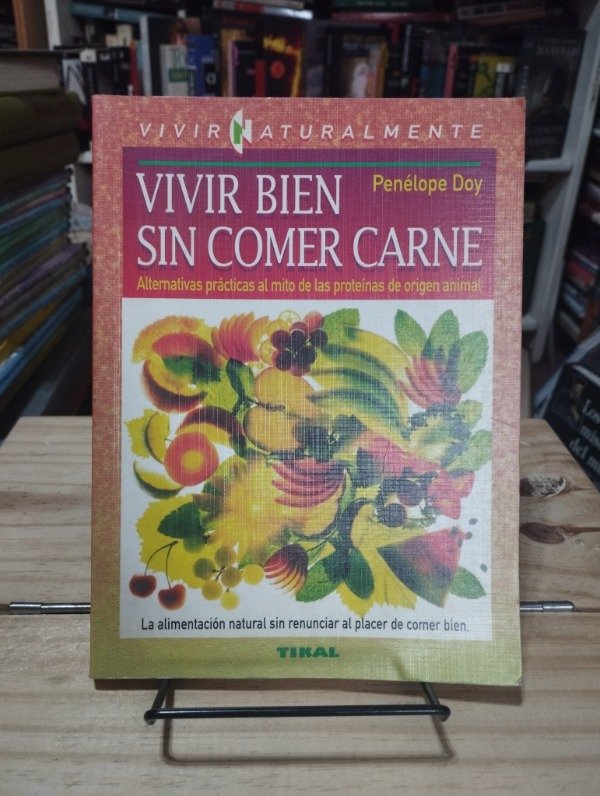 VIVIR NATURALMENTE
VIVIR BIEN
Penélope Doy
SIN COMER CARNE
Alternativas prácticas al mito de las proteínas de origen animal
La alimentación natural sin renunciar al placer de comer bien.
TIKAL